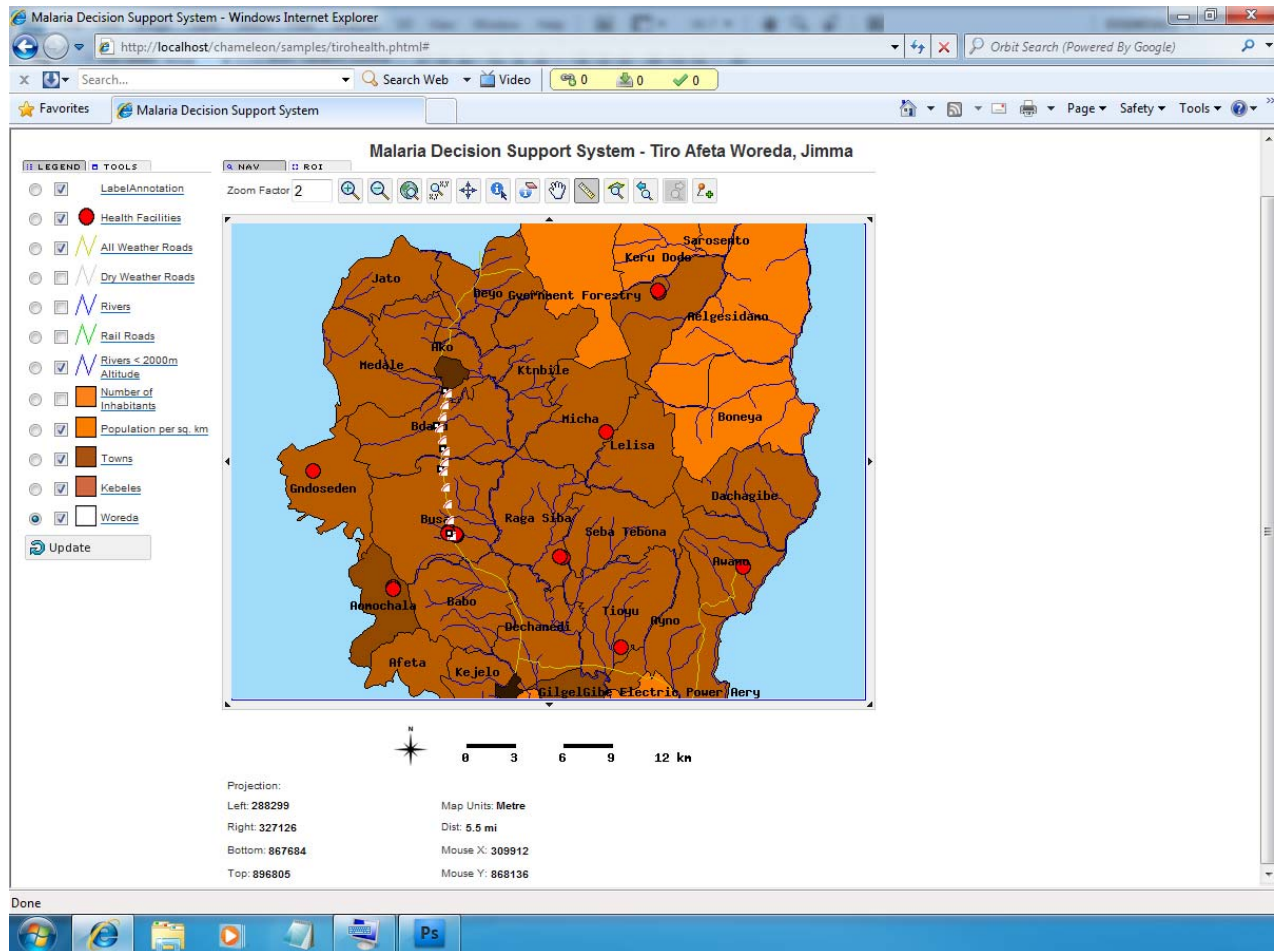 Malaria Decision Support System - Windows Internet Explorer
http://localhost/chameleon/samples/tirohealth.phtml#
Orbit Search (Powered By Google)
Search...
Search Web
Video
0
0
0
Favorites
Malaria Decision Support System
Page
Safety
Tools
Malaria Decision Support System - Tiro Afeta Woreda, Jimma
LEGEND
TOOLS
NAV
ROI
Zoom Factor 2
LabelAnnotation
Health Facilities
All Weather Roads
Dry Weather Roads
Rivers
Rail Roads
Rivers < 2000m
Altitude
Number of
Inhabitants
Population per sq. km
Towns
Kebeles
Woreda
Update
Sarosento
Keru Dodo
Jato
Deyo
Gvornment Forestry
Aelgesidamo
Ako
Medale
Ktnbile
Micha
Boneya
Lelisa
Gndoseden
Dachagibe
Raga Siba
Seba Tebona
Awamo
Aomochala
Babo
Tioyu
Ayno
Dechanedi
Afeta
Kejelo
GilgelGibe Electric Power Aery
N
0 3 6 9 12 km
Projection:
Left: 288299
Map Units: Metre
Right: 327126
Dist: 5.5 mi
Bottom: 867684
Mouse X: 309912
Top: 896805
Mouse Y: 868136
Done
Ps